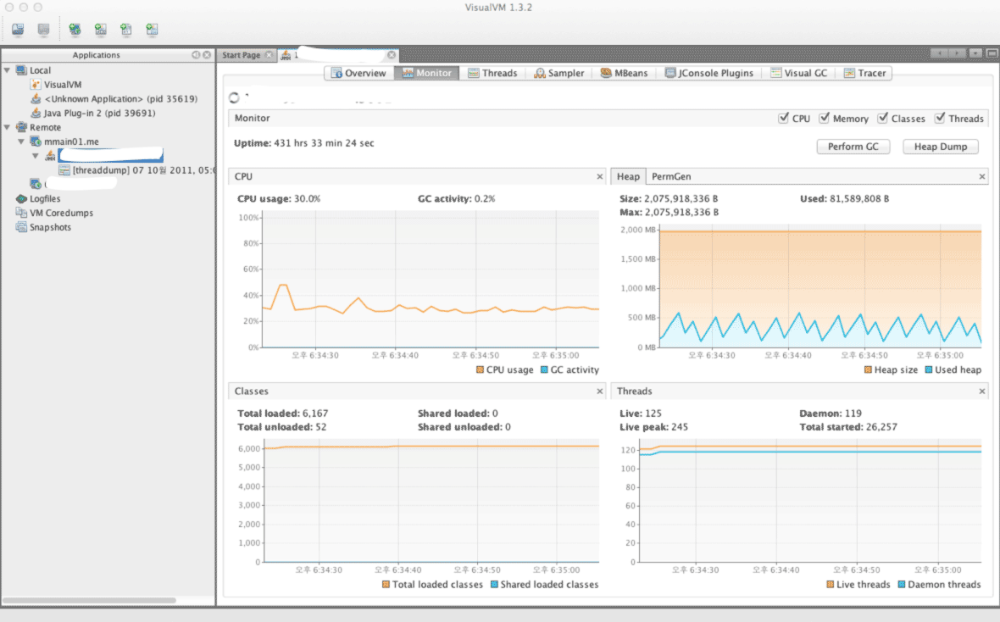 VisualVM 1.3.2
Applications
Local
VisualVM
<Unknown Application> (pid 35619)
Java Plug-in 2 (pid 39691)
Remote
mmain01.me
[threaddump] 07 10월 2011, 05:0
Logfiles
VM Coredumps
Snapshots
Start Page
Overview Monitor Threads Sampler MBeans JConsole Plugins Visual GC Tracer
Monitor CPU Memory Classes Threads
Uptime: 431 hrs 33 min 24 sec
Perform GC Heap Dump
CPU
CPU usage: 30.0% GC activity: 0.2%
100%
80%
60%
40%
20%
0%
오후 6:34:30 오후 6:34:40 오후 6:34:50 오후 6:35:00
CPU usage GC activity
Heap PermGen
Size: 2,075,918,336 B Used: 81,589,808 B
Max: 2,075,918,336 B
2,000 MB
1,500 MB
1,000 MB
500 MB
0 MB
오후 6:34:30 오후 6:34:40 오후 6:34:50 오후 6:35:00
Heap size Used heap
Classes
Total loaded: 6,167 Shared loaded: 0
Total unloaded: 52 Shared unloaded: 0
6,000
5,000
4,000
3,000
2,000
1,000
0
오후 6:34:30 오후 6:34:40 오후 6:34:50 오후 6:35:00
Total loaded classes Shared loaded classes
Threads
Live: 125 Daemon: 119
Live peak: 245 Total started: 26,257
120
100
80
60
40
20
0
오후 6:34:30 오후 6:34:40 오후 6:34:50 오후 6:35:00
Live threads Daemon threads